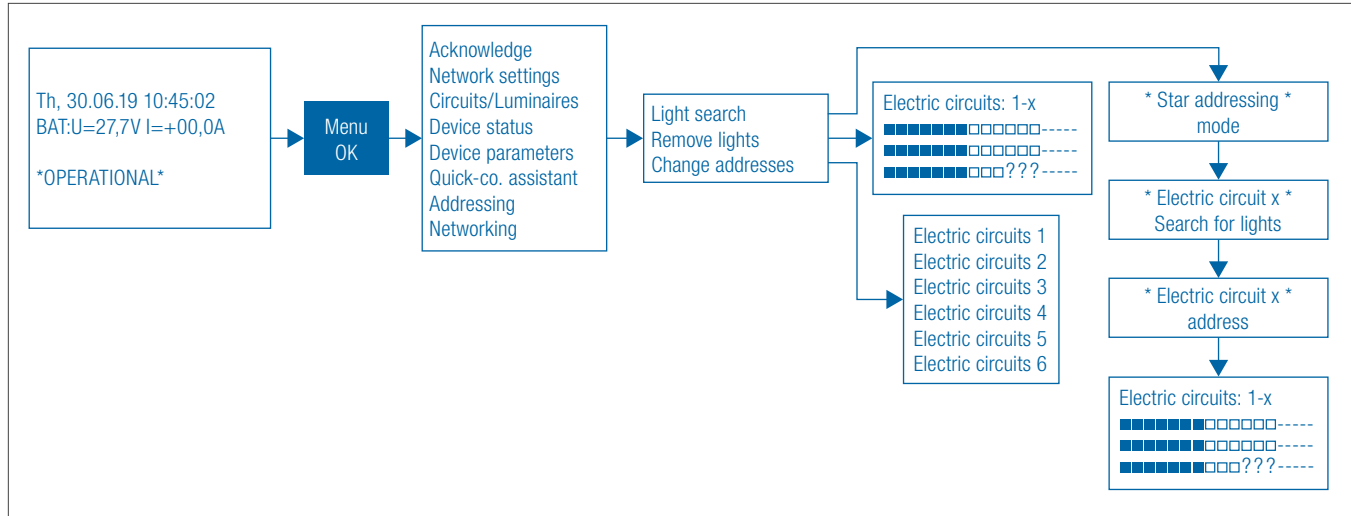 Th, 30.06.19 10:45:02
BAT:U=27,7V I=+00,0A
*OPERATIONAL*
Menu
OK
Acknowledge
Network settings
Circuits/Luminaires
Device status
Device parameters
Quick-co. assistant
Addressing
Networking
Light search
Remove lights
Change addresses
Electric circuits: 1-x
■■■■■■■□□□□□□-----
■■■■■■■□□□□□□-----
■■■■■■■□□□???-----
Electric circuits 1
Electric circuits 2
Electric circuits 3
Electric circuits 4
Electric circuits 5
Electric circuits 6
* Star addressing *
mode
* Electric circuit x *
Search for lights
* Electric circuit x *
address
Electric circuits: 1-x
■■■■■■■□□□□□□-----
■■■■■■■□□□□□□-----
■■■■■■■□□□???-----